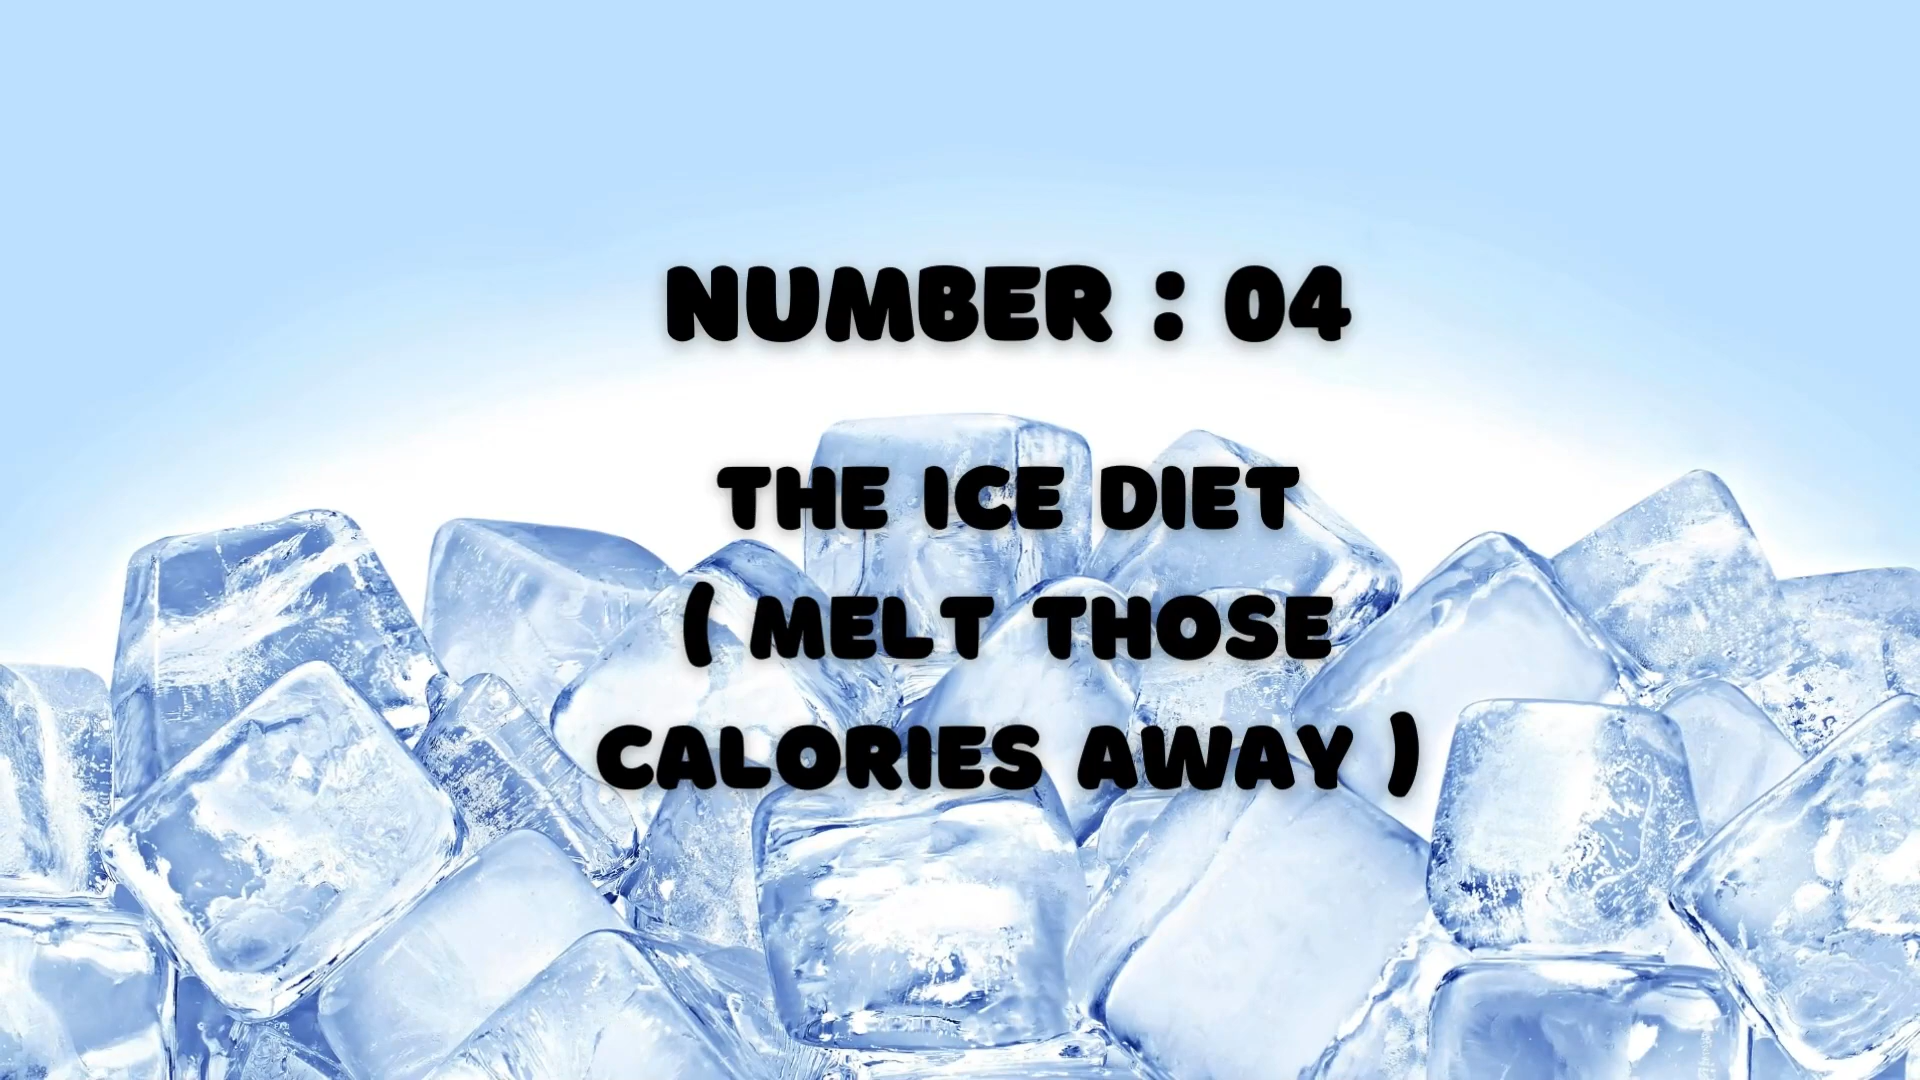 NUMBER : 04
THE ICE DIET
( MELT THOSE
CALORIES AWAY )